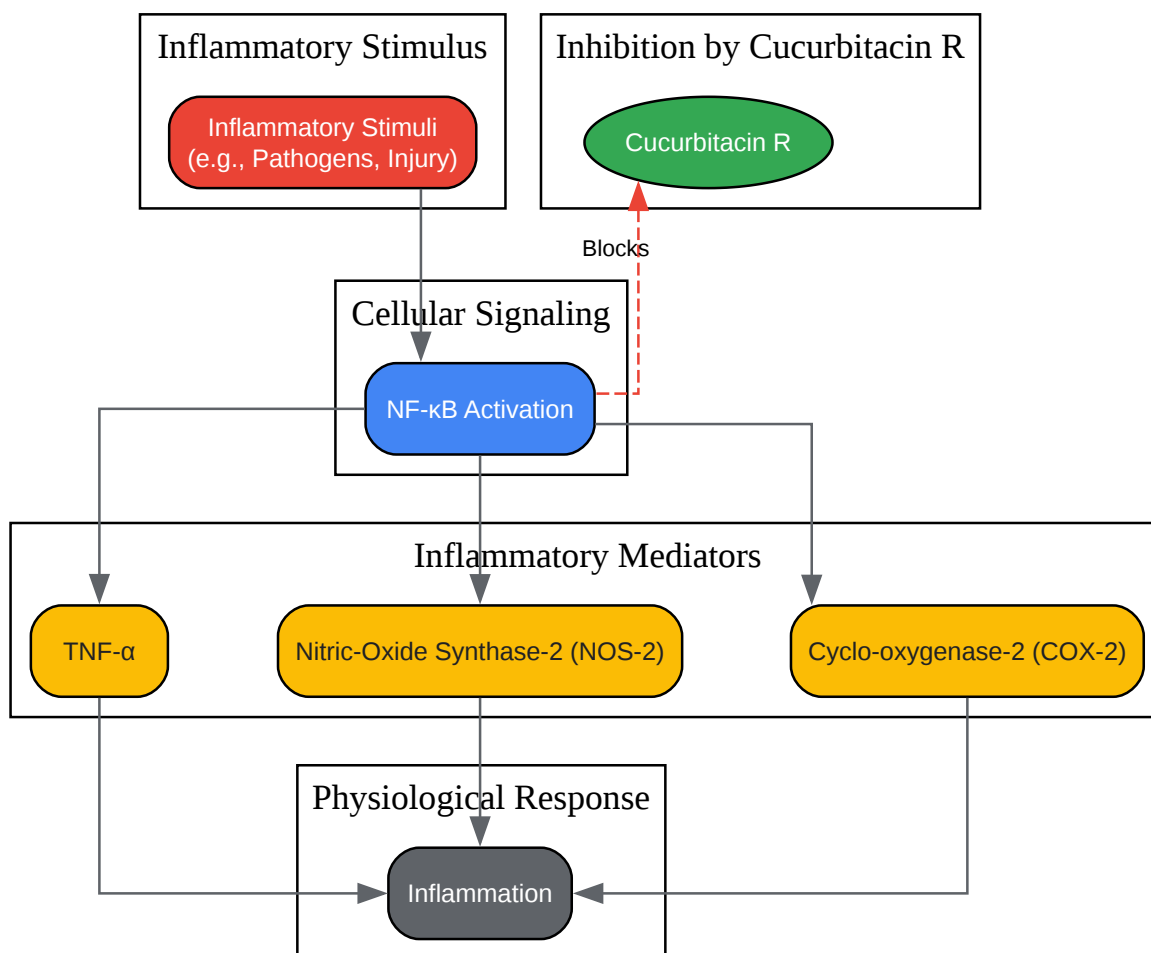 Inflammatory Stimulus
Inhibition by Cucurbitacin R
Inflammatory Stimuli
(e.g., Pathogens, Injury)
Cucurbitacin R
Blocks
Cellular Signaling
NF-κB Activation
Inflammatory Mediators
TNF-α
Nitric-Oxide Synthase-2 (NOS-2)
Cyclo-oxygenase-2 (COX-2)
Physiological Response
Inflammation